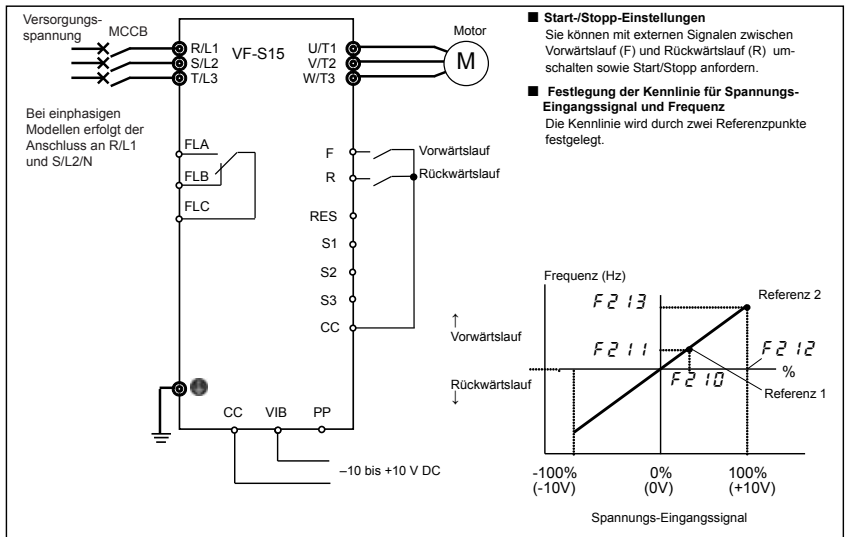 Versorgungs-
spannung
MCCB
R/L1
S/L2
T/L3
VF-S15
U/T1
V/T2
W/T3
Motor
M
Bei einphasigen
Modellen erfolgt der
Anschluss an R/L1
und S/L2/N
FLA
FLB
FLC
F
Vorwärtslauf
R
Rückwärtslauf
RES
S1
S2
S3
CC
CC
VIB
PP
–10 bis +10 V DC
■ Start-/Stopp-Einstellungen
Sie können mit externen Signalen zwischen
Vorwärtslauf (F) und Rückwärtslauf (R) um-
schalten sowie Start/Stopp anfordern.
■ Festlegung der Kennlinie für Spannungs-
Eingangssignal und Frequenz
Die Kennlinie wird durch zwei Referenzpunkte
festgelegt.
Frequenz (Hz)
F213
Referenz 2
↑
Vorwärtslauf
F211
F212
%
F210
Rückwärtslauf
↓
Referenz 1
-100% 0% 100%
(-10V) (0V) (+10V)
Spannungs-Eingangssignal